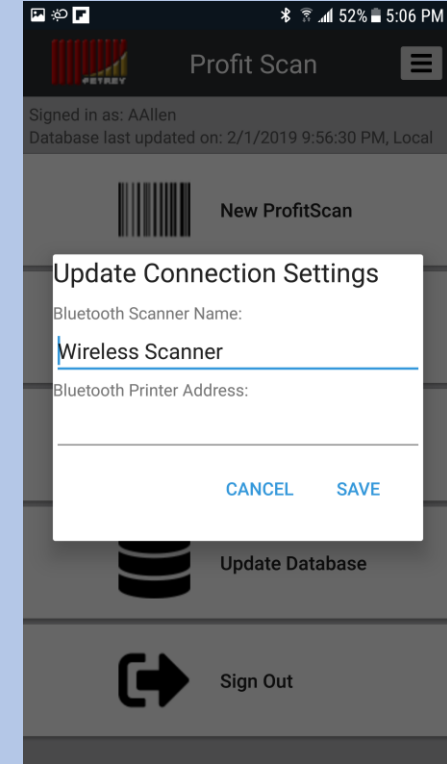 52% 5:06 PM
PETREY
Profit Scan
Signed in as: AAllen
Database last updated on: 2/1/2019 9:56:30 PM, Local
New ProfitScan
Update Connection Settings
Bluetooth Scanner Name:
Wireless Scanner
Bluetooth Printer Address:
CANCEL SAVE
Update Database
Sign Out